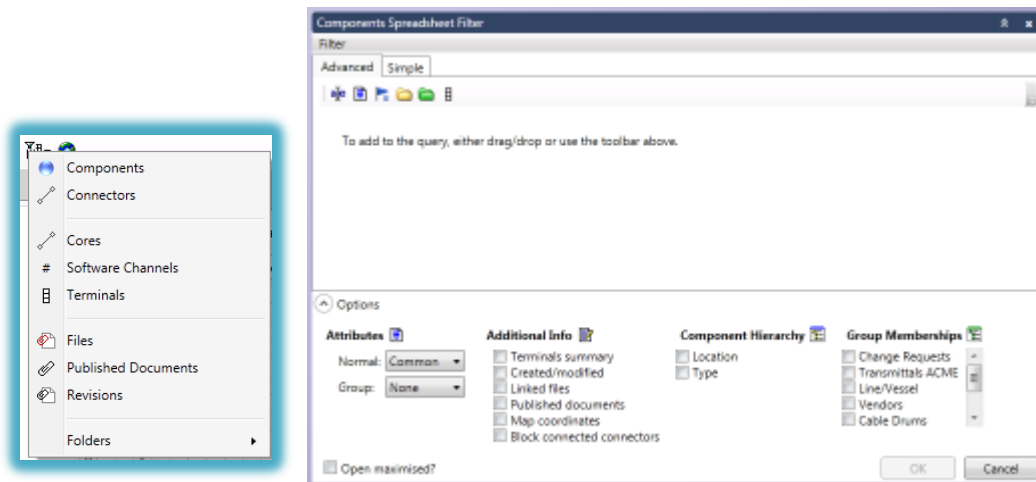 Components
Connectors
Cores
# Software Channels
Terminals
Files
Published Documents
Revisions
Folders
Components Spreadsheet Filter
Filter
Advanced Simple
To add to the query, either drag/drop or use the toolbar above.
Options
Attributes Additional Info Component Hierarchy Group Memberships
Normal: Common Terminals summary Location Change Requests
Created/modified Type Transmittals ACME
Group: None Linked files Line/Vessel
Published documents Vendors
Map coordinates Cable Drums
Block connected connectors
Open maximised? OK Cancel